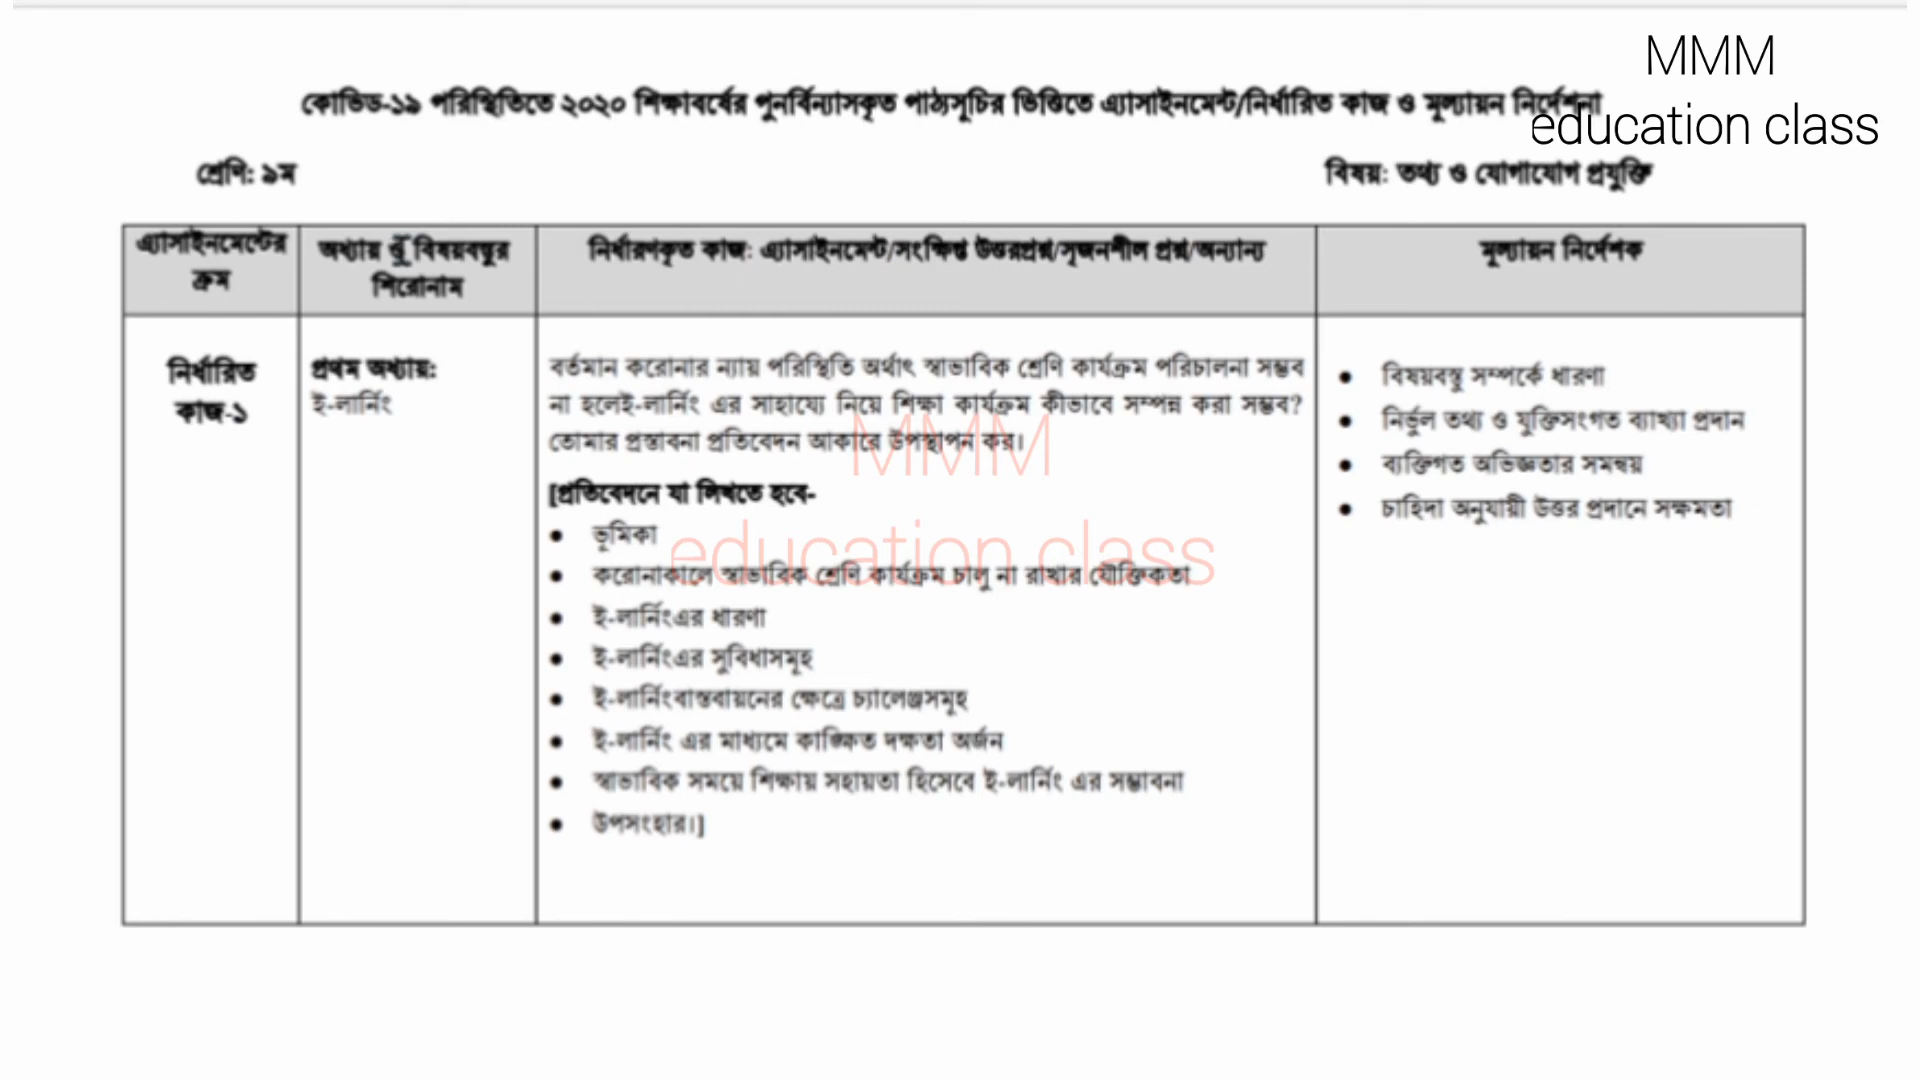 MMM
education class
কোভিড-১৯ পরিস্থিতিতে ২০২০ শিক্ষাবর্ষের পুনর্বিন্যাসকৃত পাঠ্যসূচির ভিত্তিতে এ্যাসাইনমেন্ট/নির্ধারিত কাজ ও মূল্যায়ন নির্দেশনা
শ্রেণি: ৯ম
বিষয়: তথ্য ও যোগাযোগ প্রযুক্তি
এ্যাসাইনমেন্টের
ক্রম
অধ্যায় ও বিষয়বস্তুর
শিরোনাম
নির্ধারণকৃত কাজ: এ্যাসাইনমেন্ট/সংক্ষিপ্ত উত্তরপ্রশ্ন/সৃজনশীল প্রশ্ন/অন্যান্য
মূল্যায়ন নির্দেশক
নির্ধারিত
কাজ-১
প্রথম অধ্যায়:
ই-লার্নিং
বর্তমান করোনার ন্যায় পরিস্থিতি অর্থাৎ স্বাভাবিক শ্রেণি কার্যক্রম পরিচালনা সম্ভব
না হলেই-লার্নিং এর সাহায্যে নিয়ে শিক্ষা কার্যক্রম কীভাবে সম্পন্ন করা সম্ভব?
তোমার প্রস্তাবনা প্রতিবেদন আকারে উপস্থাপন কর।
[প্রতিবেদনে যা লিখতে হবে-
● ভূমিকা
● করোনাকালে স্বাভাবিক শ্রেণি কার্যক্রম চালু না রাখার যৌক্তিকতা
● ই-লার্নিংএর ধারণা
● ই-লার্নিংএর সুবিধাসমূহ
● ই-লার্নিংবাস্তবায়নের ক্ষেত্রে চ্যালেঞ্জসমূহ
● ই-লার্নিং এর মাধ্যমে কাঙ্ক্ষিত দক্ষতা অর্জন
● স্বাভাবিক সময়ে শিক্ষায় সহায়তা হিসেবে ই-লার্নিং এর সম্ভাবনা
● উপসংহার।]
● বিষয়বস্তু সম্পর্কে ধারণা
● নির্ভুল তথ্য ও যুক্তিসংগত ব্যাখ্যা প্রদান
● ব্যক্তিগত অভিজ্ঞতার সমন্বয়
● চাহিদা অনুযায়ী উত্তর প্রদানে সক্ষমতা
MMM
education class